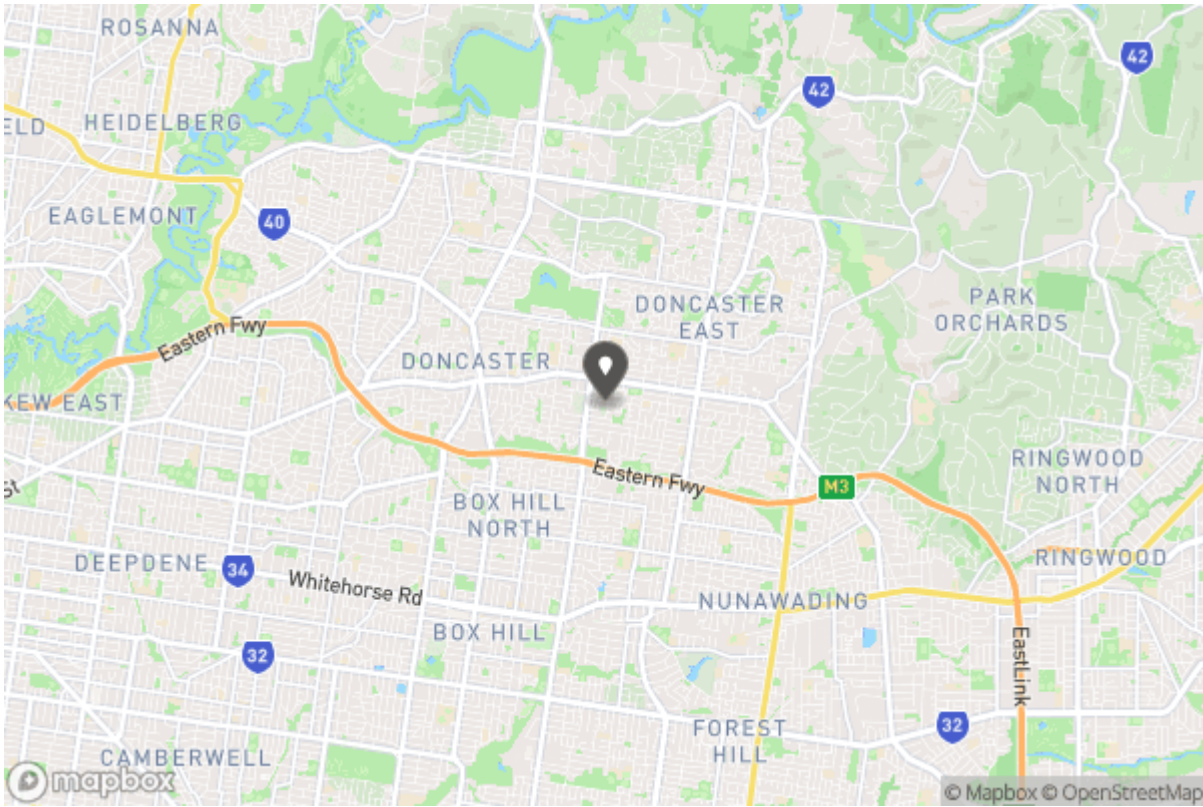 ROSANNA
42
42
ELD
HEIDELBERG
EAGLEMONT
40
PARK
ORCHARDS
DONCASTER
EAST
Eastern Fwy
DONCASTER
KEW EAST
Eastern Fwy
M3
RINGWOOD
NORTH
St
BOX HILL
NORTH
DEEPDENE
34
Whitehorse Rd
RINGWOOD
NUNAWADING
BOX HILL
32
EastLink
FOREST
HILL
32
CAMBERWELL
mapbox
© Mapbox © OpenStreetMap